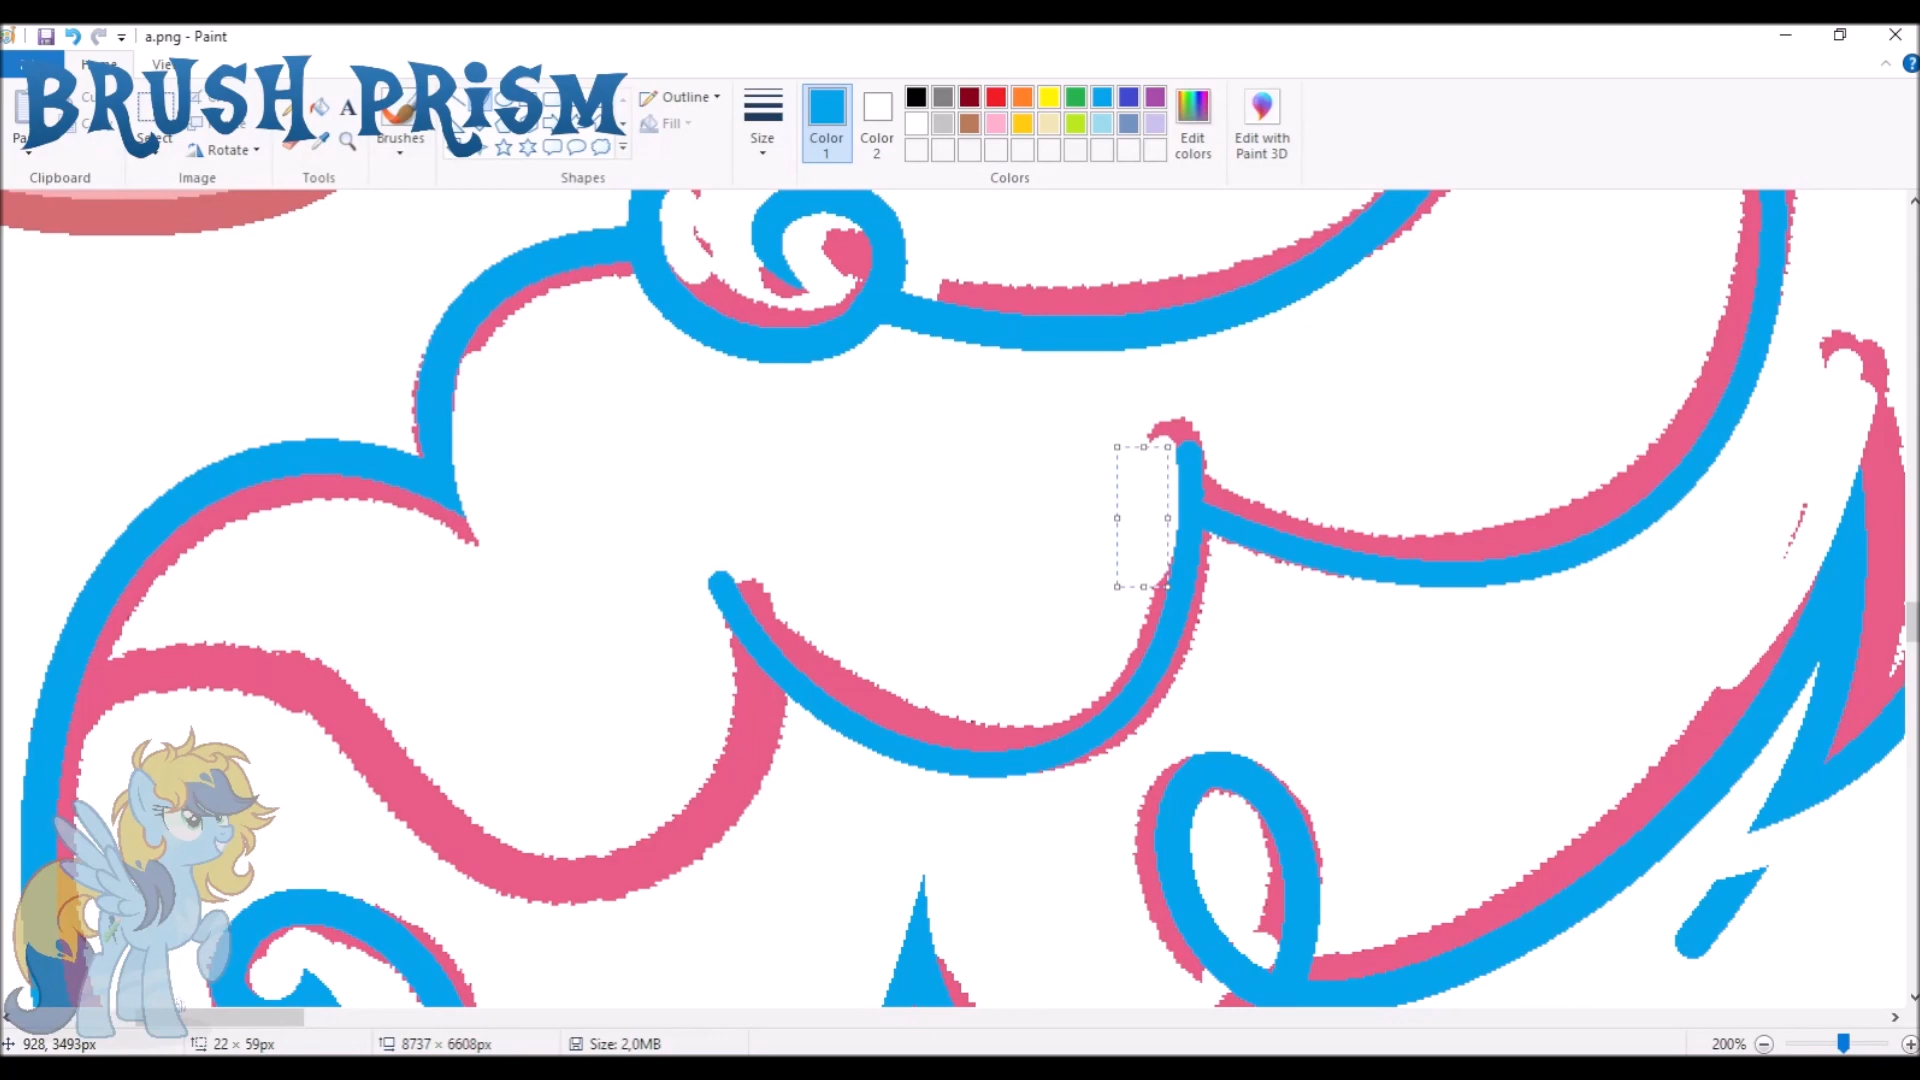 a.png - Paint
BRUSH PRISM
Outline
Fill
Select
Rotate
Brushes
Size
Color 1
Color 2
Edit colors
Edit with Paint 3D
Clipboard
Image
Tools
Shapes
Colors
928, 3493px
22 × 59px
8737 × 6608px
Size: 2,0MB
200%